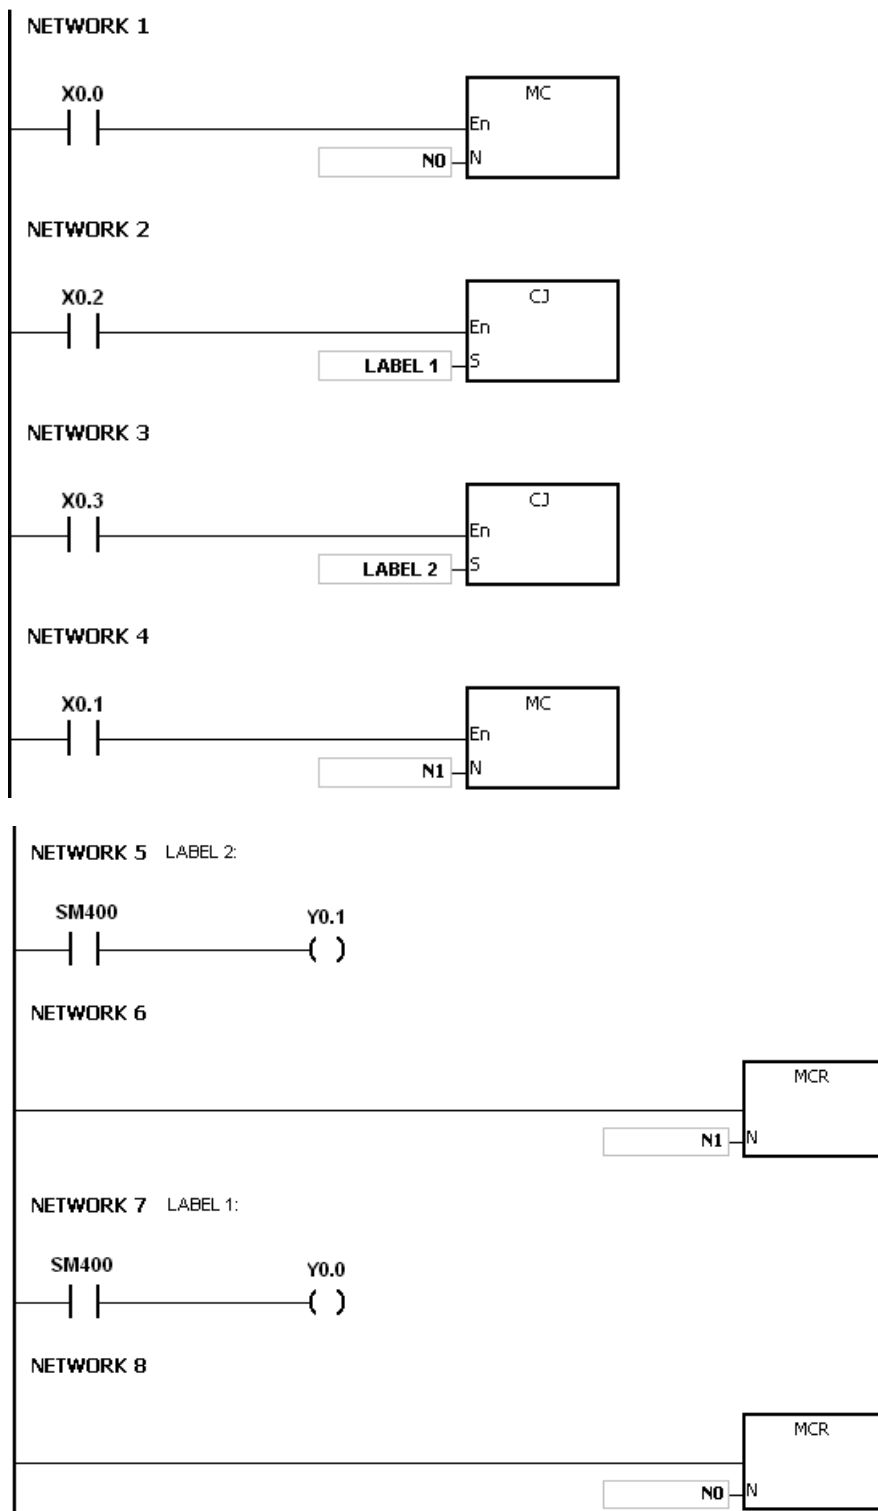 NETWORK 1
X0.0
MC
En
N0 N
NETWORK 2
X0.2
CJ
En
LABEL 1 S
NETWORK 3
X0.3
CJ
En
LABEL 2 S
NETWORK 4
X0.1
MC
En
N1 N
NETWORK 5 LABEL 2:
SM400 Y0.1
NETWORK 6
MCR
N1 N
NETWORK 7 LABEL 1:
SM400 Y0.0
NETWORK 8
MCR
N0 N